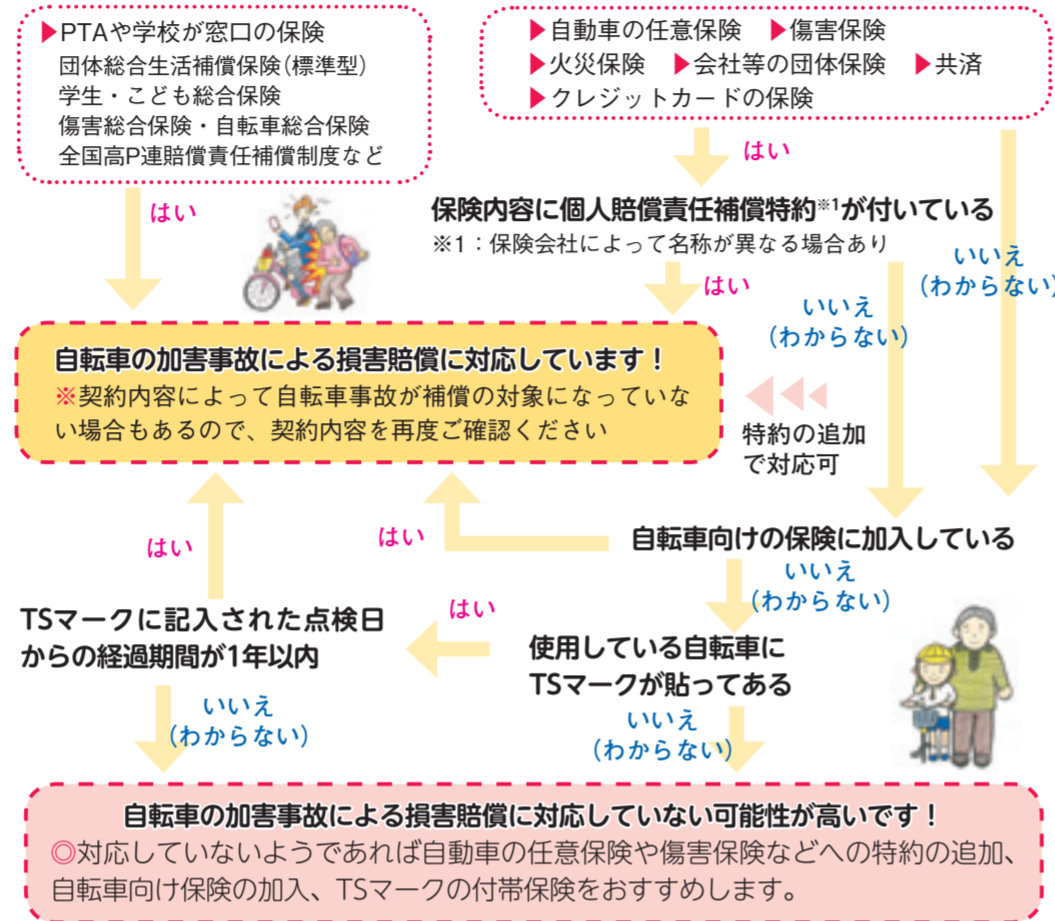 ▶PTAや学校が窓口の保険
団体総合生活補償保険(標準型)
学生・こども総合保険
傷害総合保険・自転車総合保険
全国高P連賠償責任補償制度など
▶自動車の任意保険 ▶傷害保険
▶火災保険 ▶会社等の団体保険 ▶共済
▶クレジットカードの保険
はい
はい
保険内容に個人賠償責任補償特約※1が付いている
※1：保険会社によって名称が異なる場合あり
はい
いいえ
(わからない)
いいえ
(わからない)
自転車の加害事故による損害賠償に対応しています！
※契約内容によって自転車事故が補償の対象になっていな
い場合もあるので、契約内容を再度ご確認ください
特約の追加
で対応可
はい
はい
自転車向けの保険に加入している
いいえ
(わからない)
TSマークに記入された点検日
からの経過期間が1年以内
はい
使用している自転車に
TSマークが貼ってある
いいえ
(わからない)
いいえ
(わからない)
自転車の加害事故による損害賠償に対応していない可能性が高いです！
◎対応していないようであれば自動車の任意保険や傷害保険などへの特約の追加、
自転車向け保険の加入、TSマークの付帯保険をおすすめします。